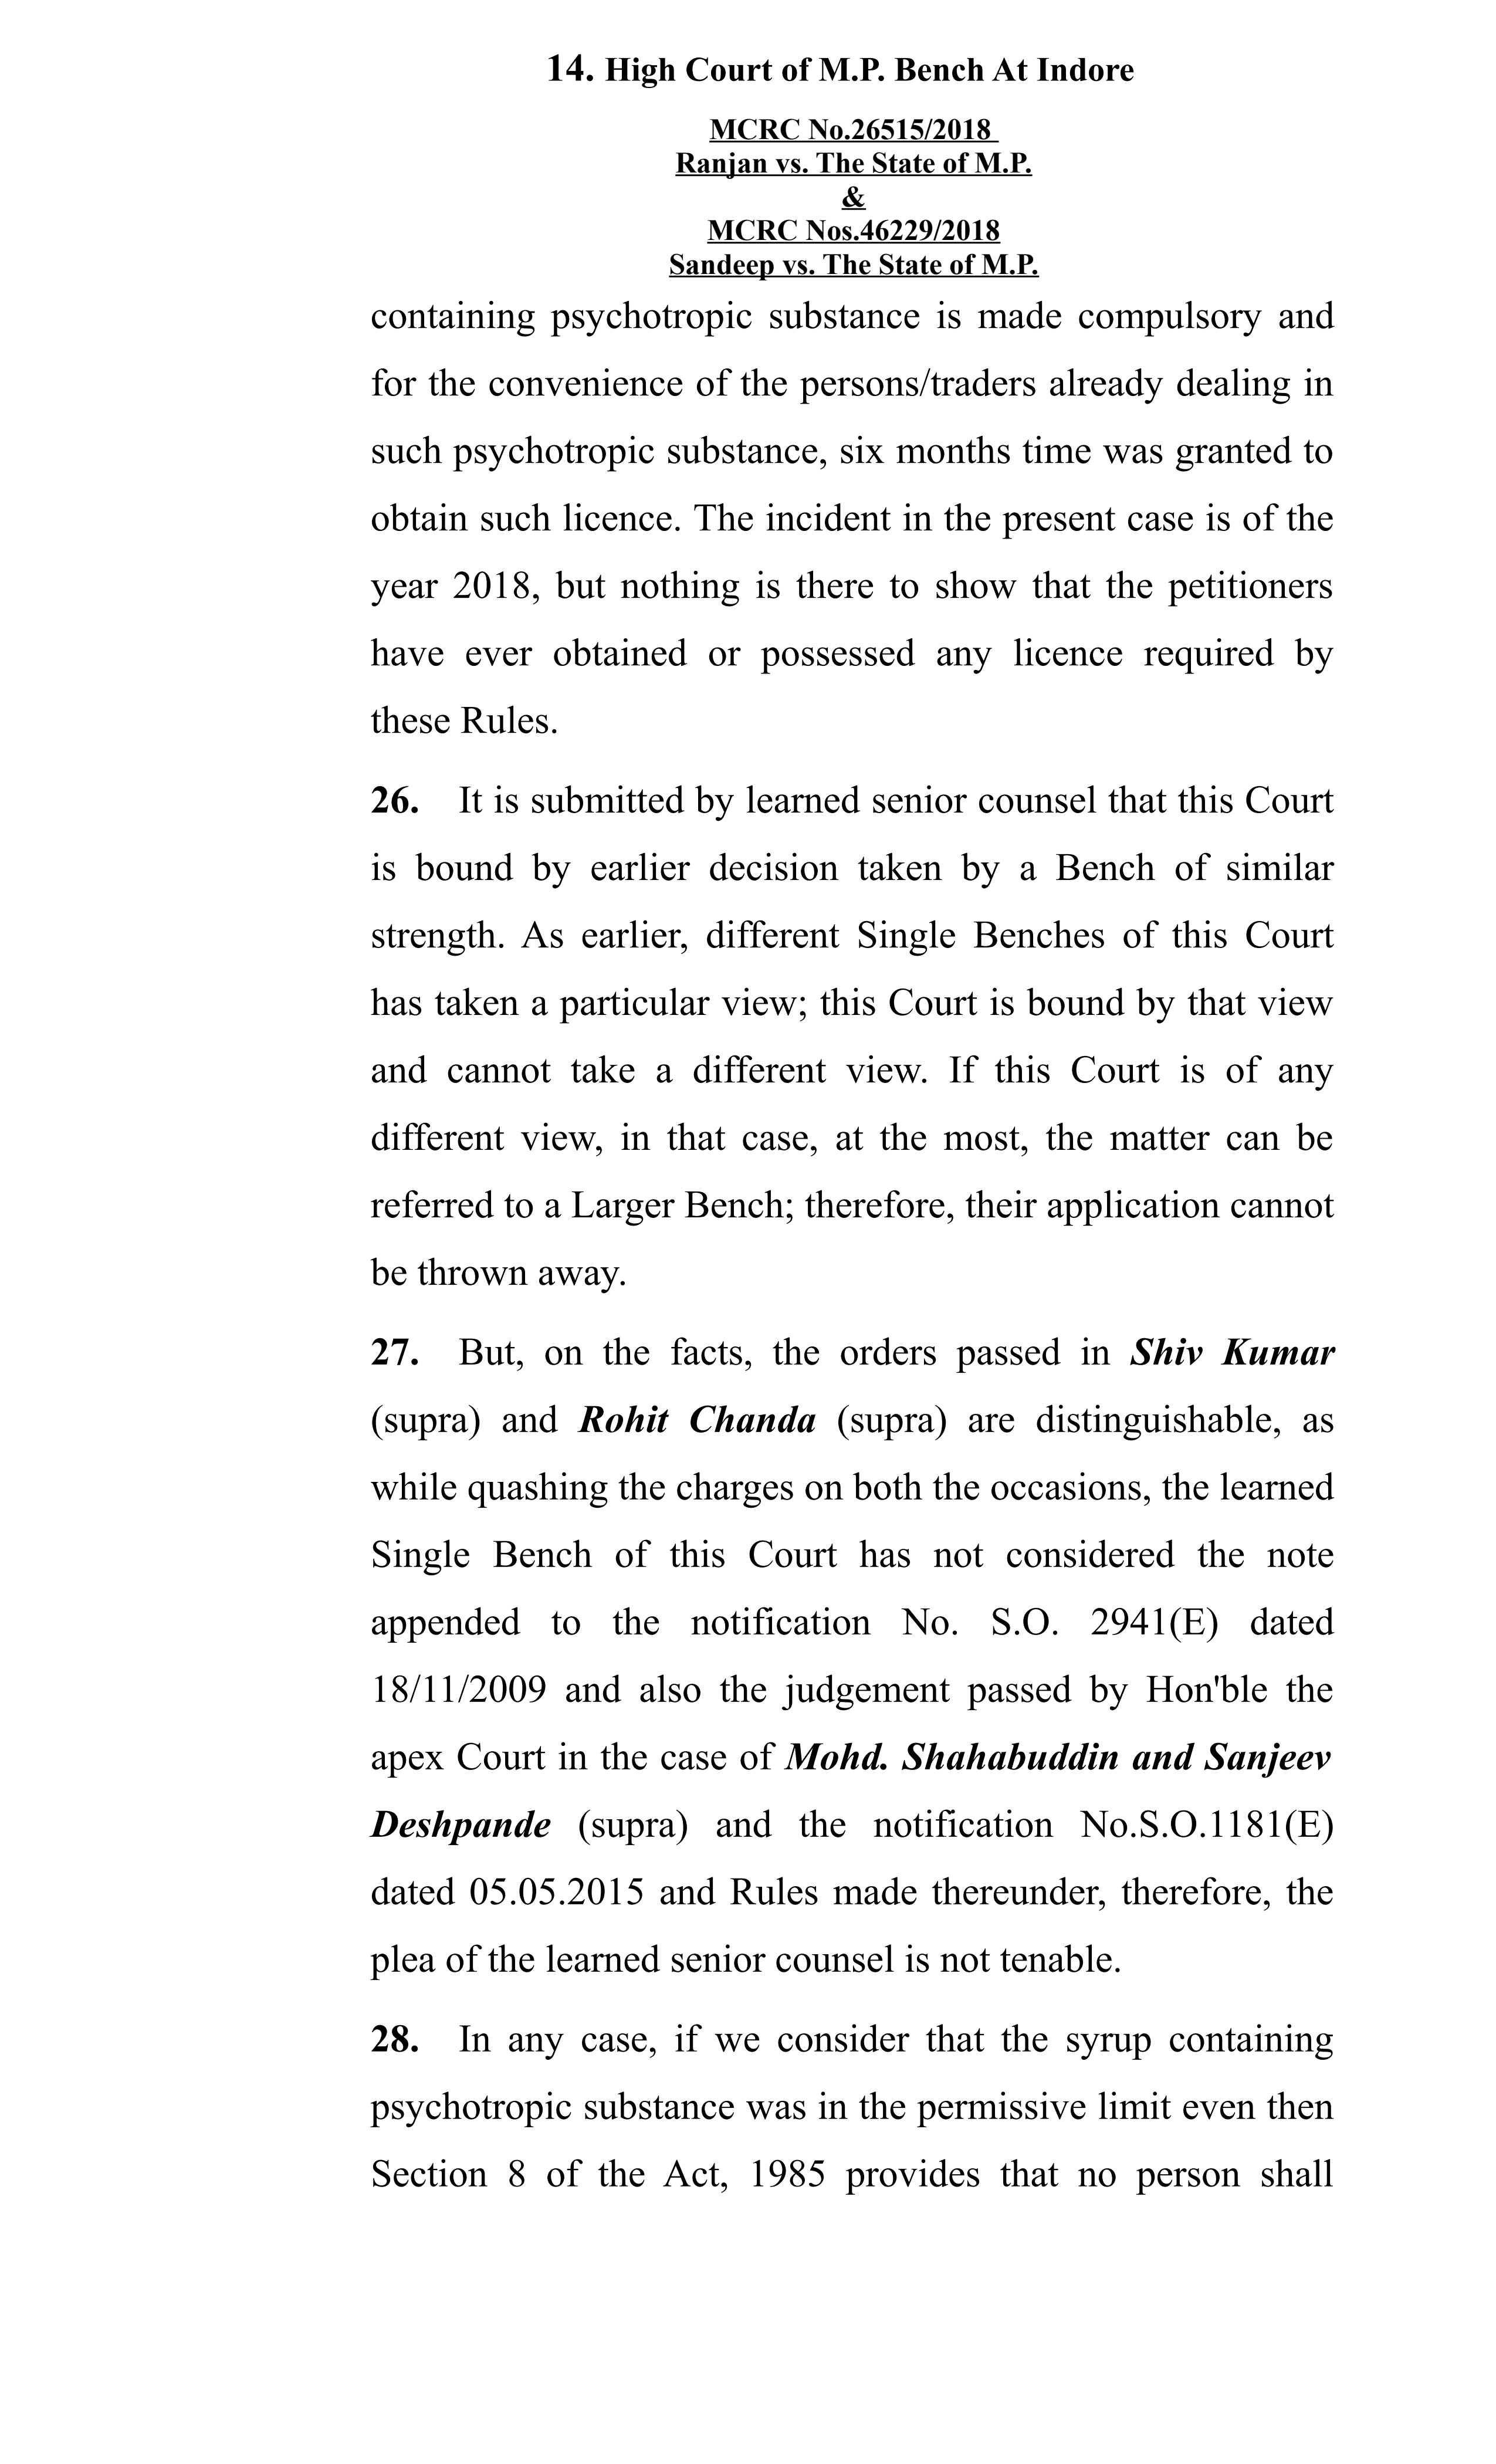 14. High Court of M.P. Bench At Indore
MCRC No.26515/2018
Ranjan vs. The State of M.P.
&
MCRC Nos.46229/2018
Sandeep vs. The State of M.P.
containing psychotropic substance is made compulsory and
for the convenience of the persons/traders already dealing in
such psychotropic substance, six months time was granted to
obtain such licence. The incident in the present case is of the
year 2018, but nothing is there to show that the petitioners
have ever obtained or possessed any licence required by
these Rules.
26. It is submitted by learned senior counsel that this Court
is bound by earlier decision taken by a Bench of similar
strength. As earlier, different Single Benches of this Court
has taken a particular view; this Court is bound by that view
and cannot take a different view. If this Court is of any
different view, in that case, at the most, the matter can be
referred to a Larger Bench; therefore, their application cannot
be thrown away.
27. But, on the facts, the orders passed in Shiv Kumar
(supra) and Rohit Chanda (supra) are distinguishable, as
while quashing the charges on both the occasions, the learned
Single Bench of this Court has not considered the note
appended to the notification No. S.O. 2941(E) dated
18/11/2009 and also the judgement passed by Hon'ble the
apex Court in the case of Mohd. Shahabuddin and Sanjeev
Deshpande (supra) and the notification No.S.O.1181(E)
dated 05.05.2015 and Rules made thereunder, therefore, the
plea of the learned senior counsel is not tenable.
28. In any case, if we consider that the syrup containing
psychotropic substance was in the permissive limit even then
Section 8 of the Act, 1985 provides that no person shall